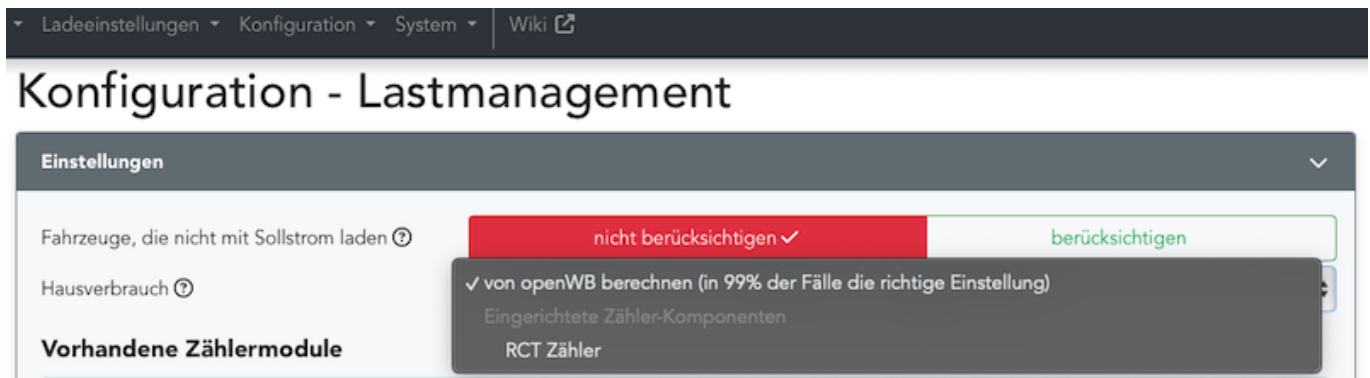 Ladeeinstellungen Konfiguration System Wiki
Konfiguration - Lastmanagement
Einstellungen
Fahrzeuge, die nicht mit Sollstrom laden nicht berücksichtigen ✓ berücksichtigen
Hausverbrauch ✓ von openWB berechnen (in 99% der Fälle die richtige Einstellung)
Eingerichtete Zähler-Komponenten
Vorhandene Zählermodule RCT Zähler